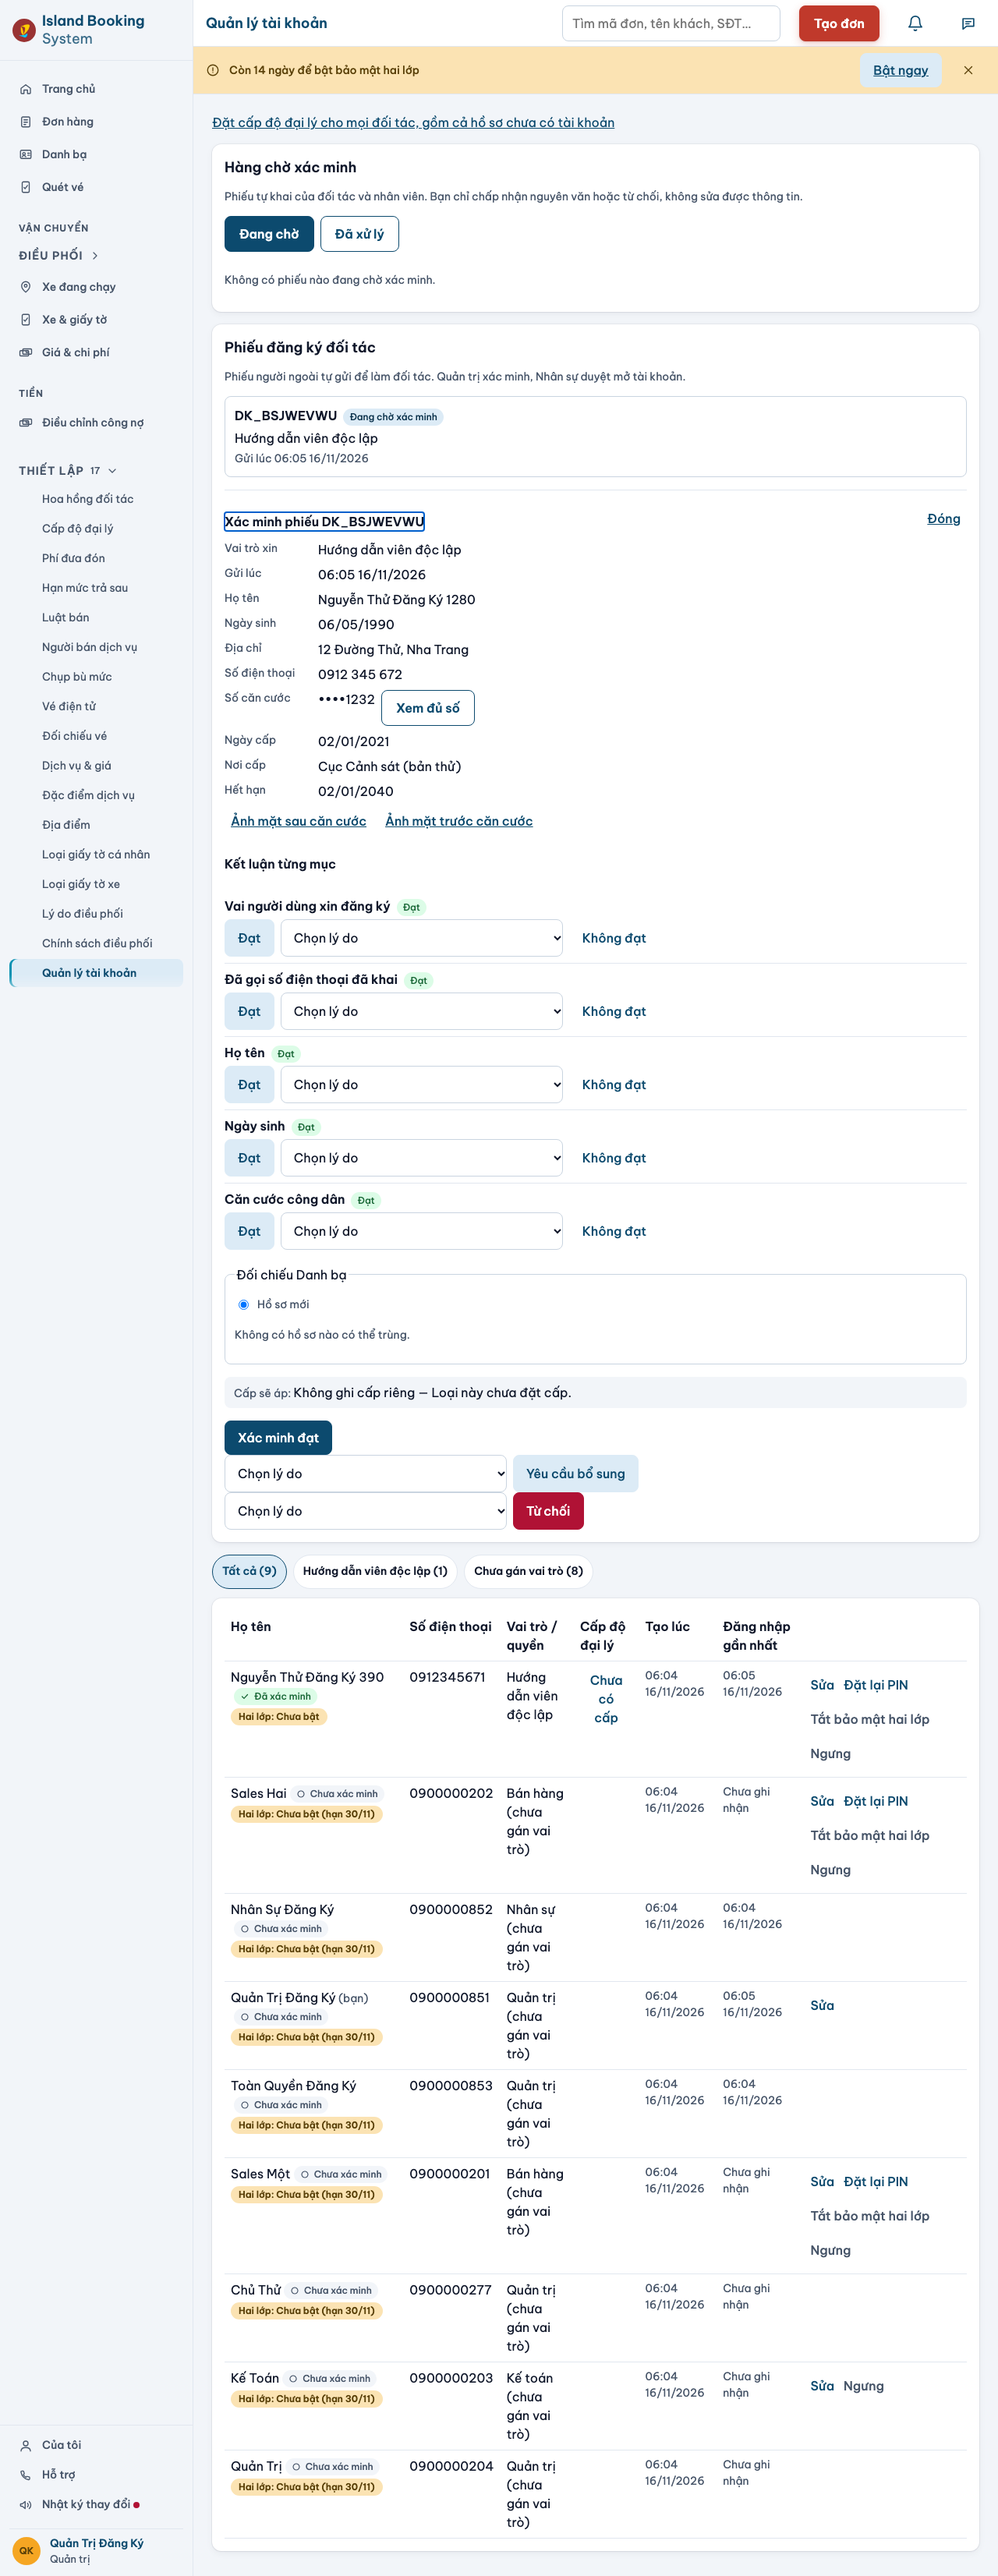 Island Booking
System
Trang chủ
Đơn hàng
Danh bạ
Quét vé
VẬN CHUYỂN
ĐIỀU PHỐI
Xe đang chạy
Xe & giấy tờ
Giá & chi phí
TIỀN
Điều chỉnh công nợ
THIẾT LẬP 17
Hoa hồng đối tác
Cấp độ đại lý
Phí đưa đón
Hạn mức trả sau
Luật bán
Người bán dịch vụ
Chụp bù mức
Vé điện tử
Đối chiếu vé
Dịch vụ & giá
Đặc điểm dịch vụ
Địa điểm
Loại giấy tờ cá nhân
Loại giấy tờ xe
Lý do điều phối
Chính sách điều phối
Quản lý tài khoản
Của tôi
Hỗ trợ
Nhật ký thay đổi
QK
Quản Trị Đăng Ký
Quản trị
Quản lý tài khoản
Tìm mã đơn, tên khách, SĐT...
Tạo đơn
Còn 14 ngày để bật bảo mật hai lớp
Bật ngay
Đặt cấp độ đại lý cho mọi đối tác, gồm cả hồ sơ chưa có tài khoản
Hàng chờ xác minh
Phiếu tự khai của đối tác và nhân viên. Bạn chỉ chấp nhận nguyên văn hoặc từ chối, không sửa được thông tin.
Đang chờ
Đã xử lý
Không có phiếu nào đang chờ xác minh.
Phiếu đăng ký đối tác
Phiếu người ngoài tự gửi để làm đối tác. Quản trị xác minh, Nhân sự duyệt mở tài khoản.
DK_BSJWEVWU Đang chờ xác minh
Hướng dẫn viên độc lập
Gửi lúc 06:05 16/11/2026
Xác minh phiếu DK_BSJWEVWU
Đóng
Vai trò xin Hướng dẫn viên độc lập
Gửi lúc 06:05 16/11/2026
Họ tên Nguyễn Thử Đăng Ký 1280
Ngày sinh 06/05/1990
Địa chỉ 12 Đường Thử, Nha Trang
Số điện thoại 0912 345 672
Số căn cước ••••1232 Xem đủ số
Ngày cấp 02/01/2021
Nơi cấp Cục Cảnh sát (bản thử)
Hết hạn 02/01/2040
Ảnh mặt sau căn cước Ảnh mặt trước căn cước
Kết luận từng mục
Vai người dùng xin đăng ký Đạt
Đạt Chọn lý do Không đạt
Đã gọi số điện thoại đã khai Đạt
Đạt Chọn lý do Không đạt
Họ tên Đạt
Đạt Chọn lý do Không đạt
Ngày sinh Đạt
Đạt Chọn lý do Không đạt
Căn cước công dân Đạt
Đạt Chọn lý do Không đạt
Đối chiếu Danh bạ
Hồ sơ mới
Không có hồ sơ nào có thể trùng.
Cấp sẽ áp: Không ghi cấp riêng — Loại này chưa đặt cấp.
Xác minh đạt
Chọn lý do Yêu cầu bổ sung
Chọn lý do Từ chối
Tất cả (9) Hướng dẫn viên độc lập (1) Chưa gán vai trò (8)
Họ tên Số điện thoại Vai trò / quyền Cấp độ đại lý Tạo lúc Đăng nhập gần nhất
Nguyễn Thử Đăng Ký 390 0912345671 Hướng dẫn viên độc lập Chưa có cấp 06:04 16/11/2026 06:05 16/11/2026 Sửa Đặt lại PIN
Đã xác minh
Hai lớp: Chưa bật
Tắt bảo mật hai lớp
Ngưng
Sales Hai Chưa xác minh 0900000202 Bán hàng (chưa gán vai trò) 06:04 16/11/2026 Chưa ghi nhận Sửa Đặt lại PIN
Hai lớp: Chưa bật (hạn 30/11)
Tắt bảo mật hai lớp
Ngưng
Nhân Sự Đăng Ký 0900000852 Nhân sự (chưa gán vai trò) 06:04 16/11/2026 06:04 16/11/2026
Chưa xác minh
Hai lớp: Chưa bật (hạn 30/11)
Quản Trị Đăng Ký (bạn) 0900000851 Quản trị (chưa gán vai trò) 06:04 16/11/2026 06:05 16/11/2026 Sửa
Chưa xác minh
Hai lớp: Chưa bật (hạn 30/11)
Toàn Quyền Đăng Ký 0900000853 Quản trị (chưa gán vai trò) 06:04 16/11/2026 06:04 16/11/2026
Chưa xác minh
Hai lớp: Chưa bật (hạn 30/11)
Sales Một Chưa xác minh 0900000201 Bán hàng (chưa gán vai trò) 06:04 16/11/2026 Chưa ghi nhận Sửa Đặt lại PIN
Hai lớp: Chưa bật (hạn 30/11)
Tắt bảo mật hai lớp
Ngưng
Chủ Thử Chưa xác minh 0900000277 Quản trị (chưa gán vai trò) 06:04 16/11/2026 Chưa ghi nhận
Hai lớp: Chưa bật (hạn 30/11)
Kế Toán Chưa xác minh 0900000203 Kế toán (chưa gán vai trò) 06:04 16/11/2026 Chưa ghi nhận Sửa Ngưng
Hai lớp: Chưa bật (hạn 30/11)
Quản Trị Chưa xác minh 0900000204 Quản trị (chưa gán vai trò) 06:04 16/11/2026 Chưa ghi nhận
Hai lớp: Chưa bật (hạn 30/11)